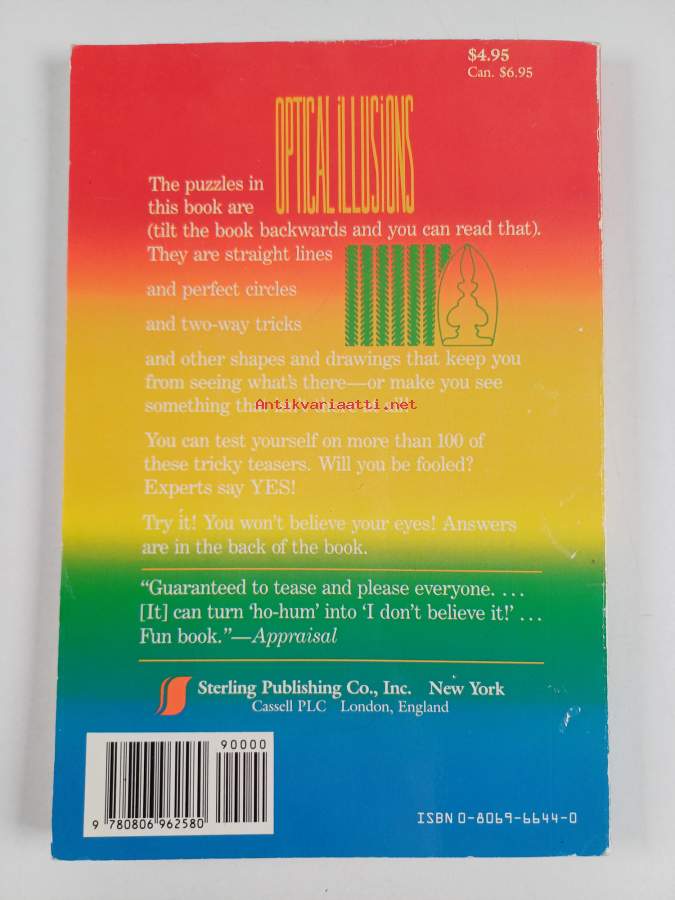 $4.95
Can. $6.95
OPTICAL iLLUSiONS
The puzzles in
this book are
(tilt the book backwards and you can read that).
They are straight lines
and perfect circles
and two-way tricks
and other shapes and drawings that keep you
from seeing what's there—or make you see
something that
Antikvariaatti.net
You can test yourself on more than 100 of
these tricky teasers. Will you be fooled?
Experts say YES!
Try it! You won't believe your eyes! Answers
are in the back of the book.
"Guaranteed to tease and please everyone. . . .
[It] can turn 'ho-hum' into 'I don't believe it!' . . .
Fun book."—Appraisal
Sterling Publishing Co., Inc. New York
Cassell PLC London, England
90000
9 780806 962580
ISBN 0-8069-6644-0